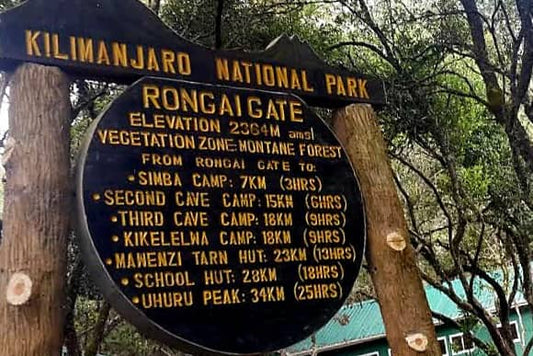 KILIMANJARO NATIONAL PARK
RONGAI GATE
ELEVATION 2364M amsl
VEGETATION ZONE: MONTANE FOREST
FROM RONGAI GATE TO:
• SIMBA CAMP: 7KM (3HRS)
• SECOND CAVE CAMP: 15KM (6HRS)
• THIRD CAVE CAMP: 18KM (9HRS)
• KIKELELWA CAMP: 18KM (9HRS)
• MAWENZI TARN HUT: 23KM (13HRS)
• SCHOOL HUT: 28KM (18HRS)
• UHURU PEAK: 34KM (25HRS)